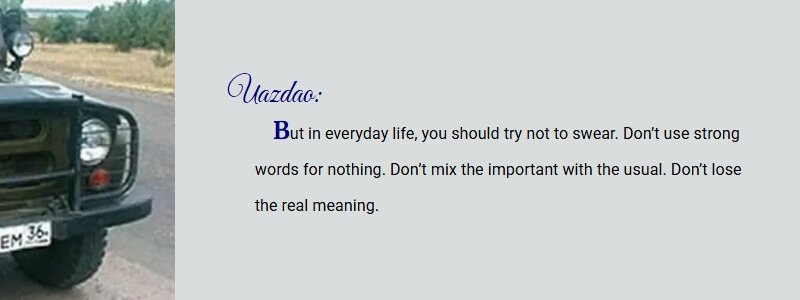 Uazdao:
But in everyday life, you should try not to swear. Don’t use strong
words for nothing. Don’t mix the important with the usual. Don’t lose
the real meaning.
EM 36